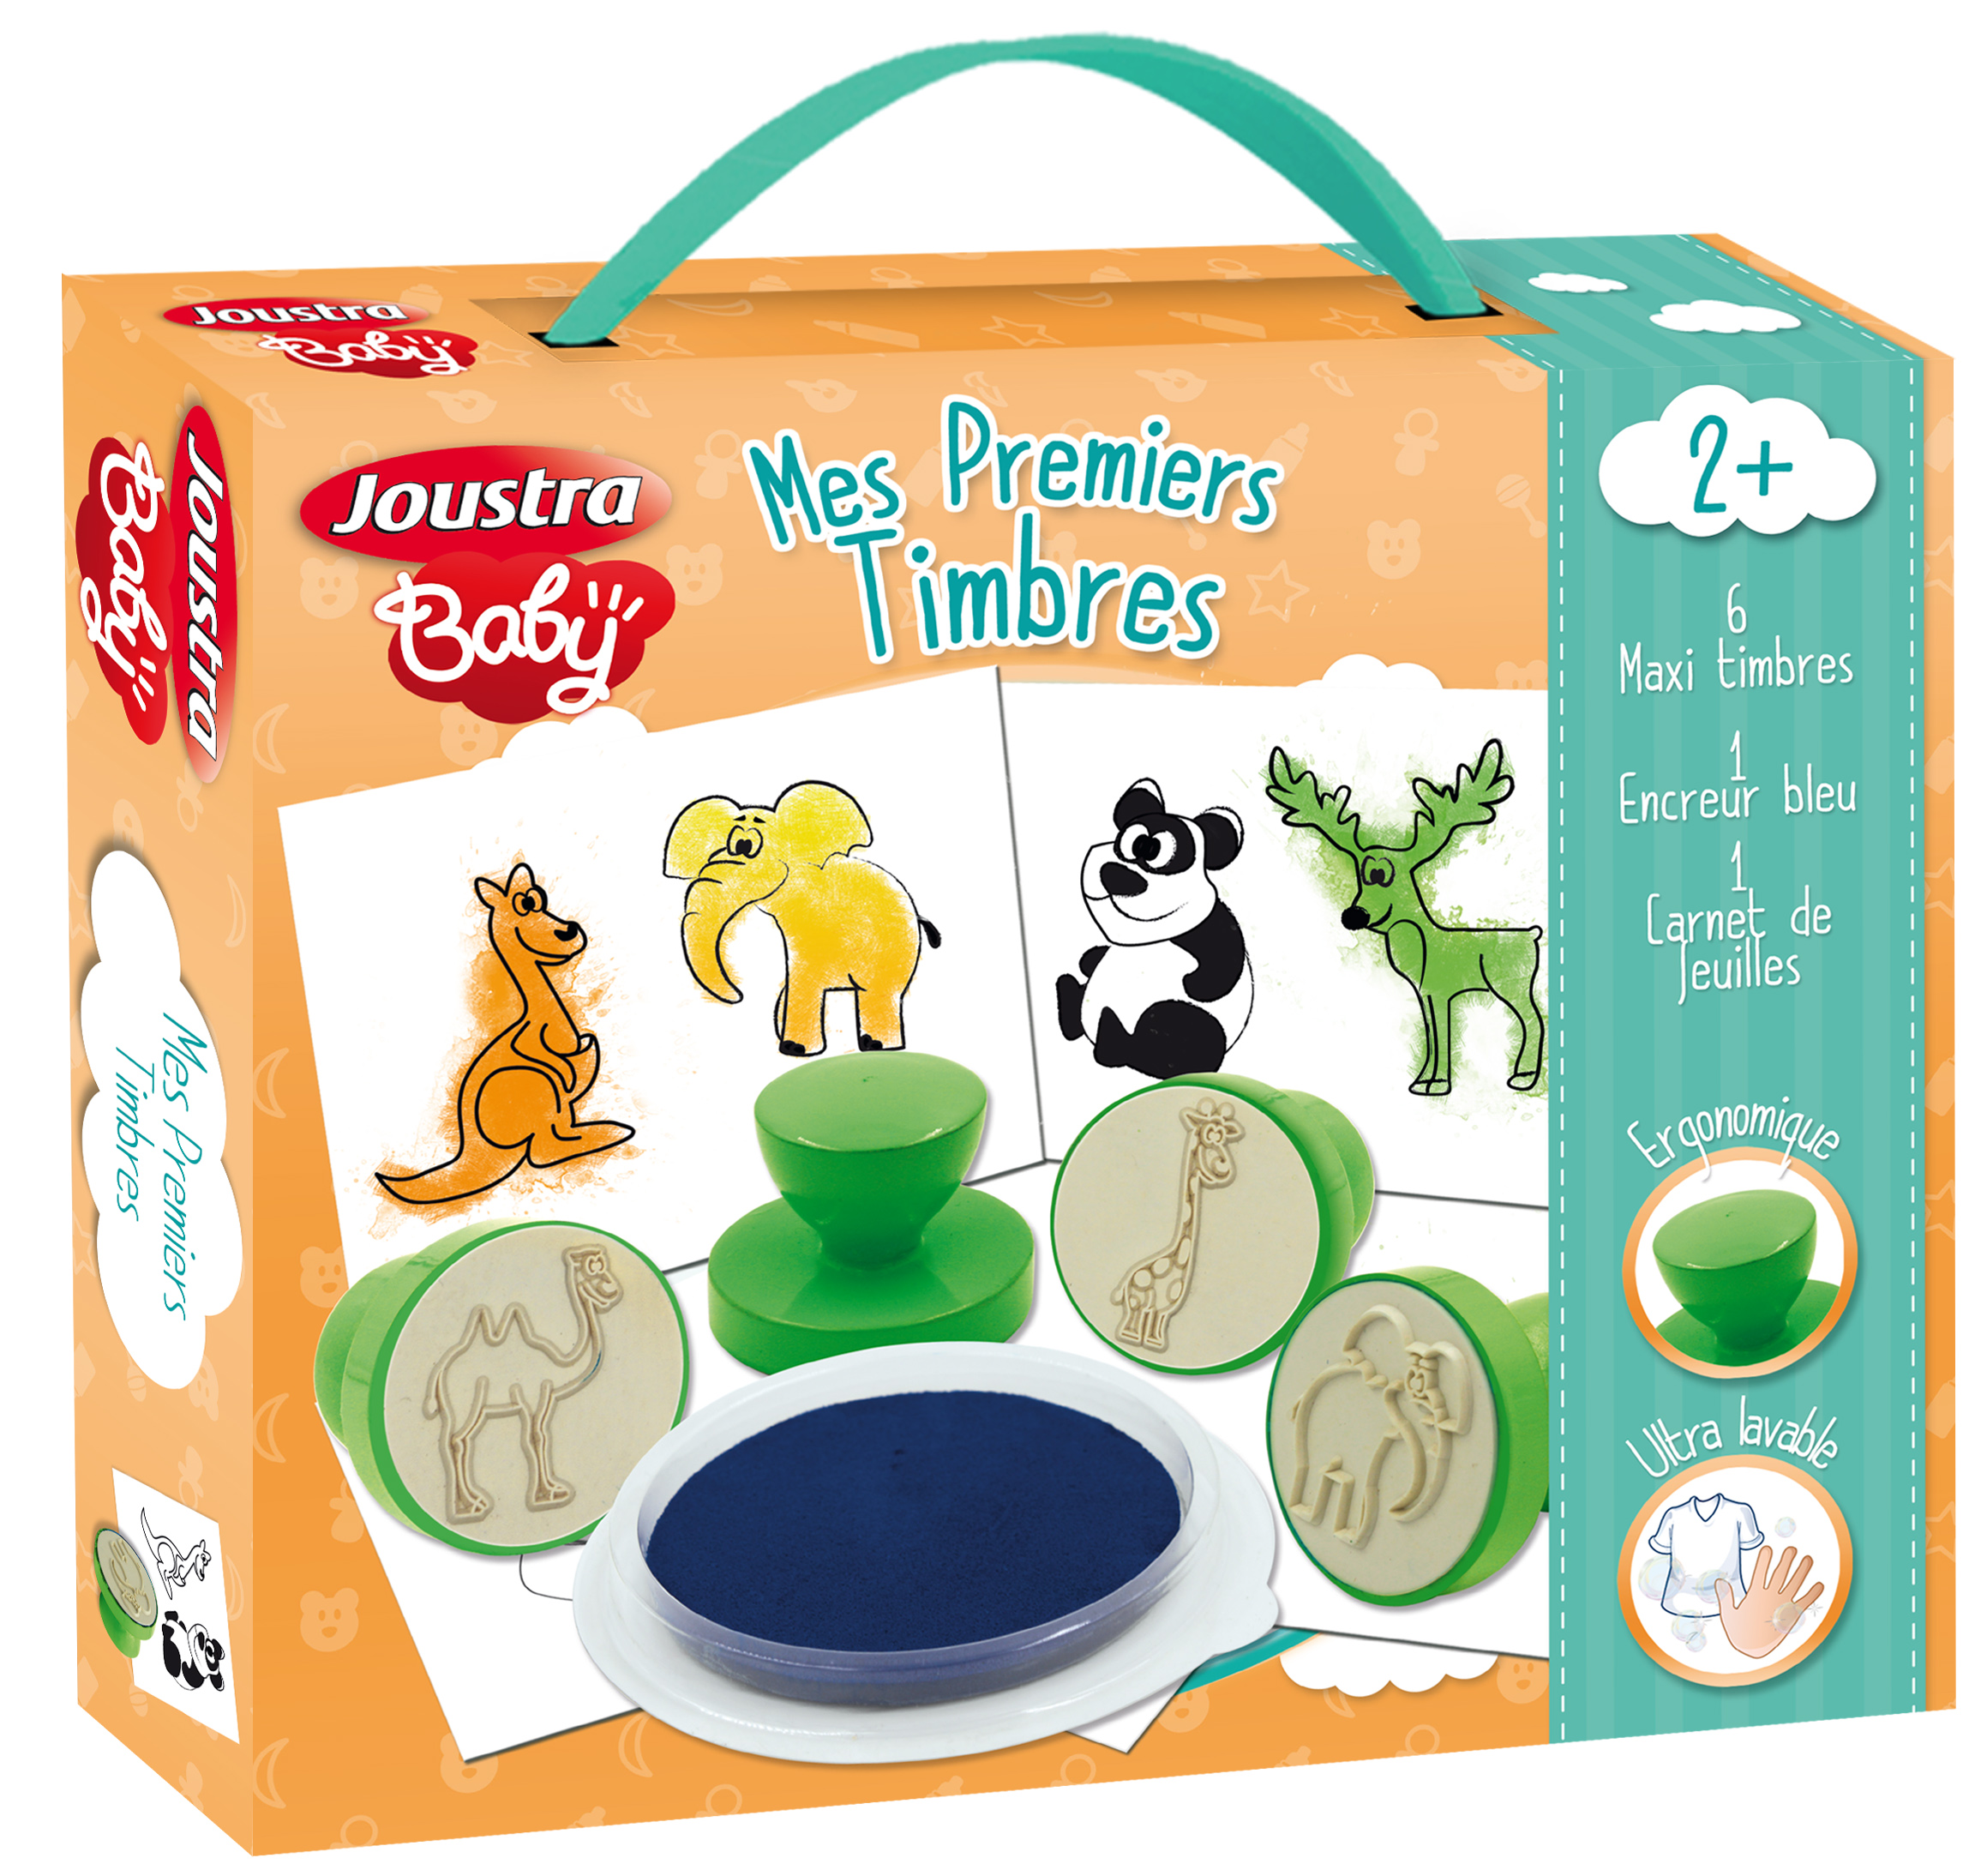 Joustra
Baby
Joustra
Baby
Mes Premiers
Timbres
Joustra
Baby
Mes Premiers
Timbres
2+
6
Maxi timbres
1
Encreur bleu
1
Carnet de
feuilles
Ergonomique
Ultra lavable